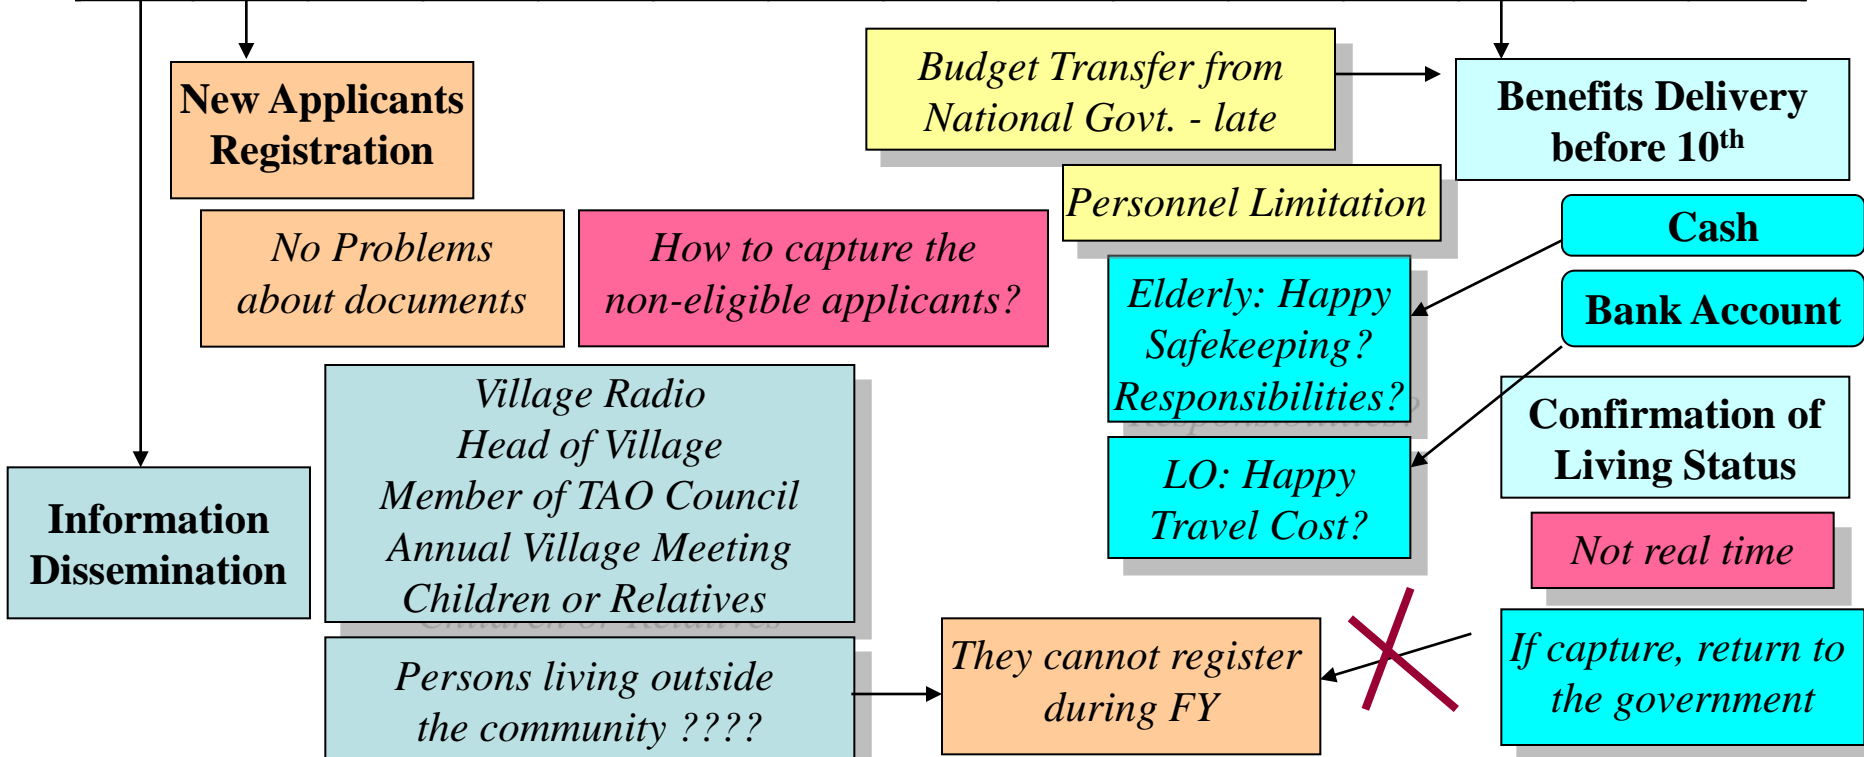 New Applicants
Registration
Budget Transfer from
National Govt. - late
Benefits Delivery
before 10th
Personnel Limitation
No Problems
about documents
How to capture the
non-eligible applicants?
Cash
Bank Account
Elderly: Happy
Safekeeping?
Responsibilities?
LO: Happy
Travel Cost?
Confirmation of
Living Status
Not real time
If capture, return to
the government
Village Radio
Head of Village
Member of TAO Council
Annual Village Meeting
Children or Relatives
Information
Dissemination
Persons living outside
the community ????
They cannot register
during FY